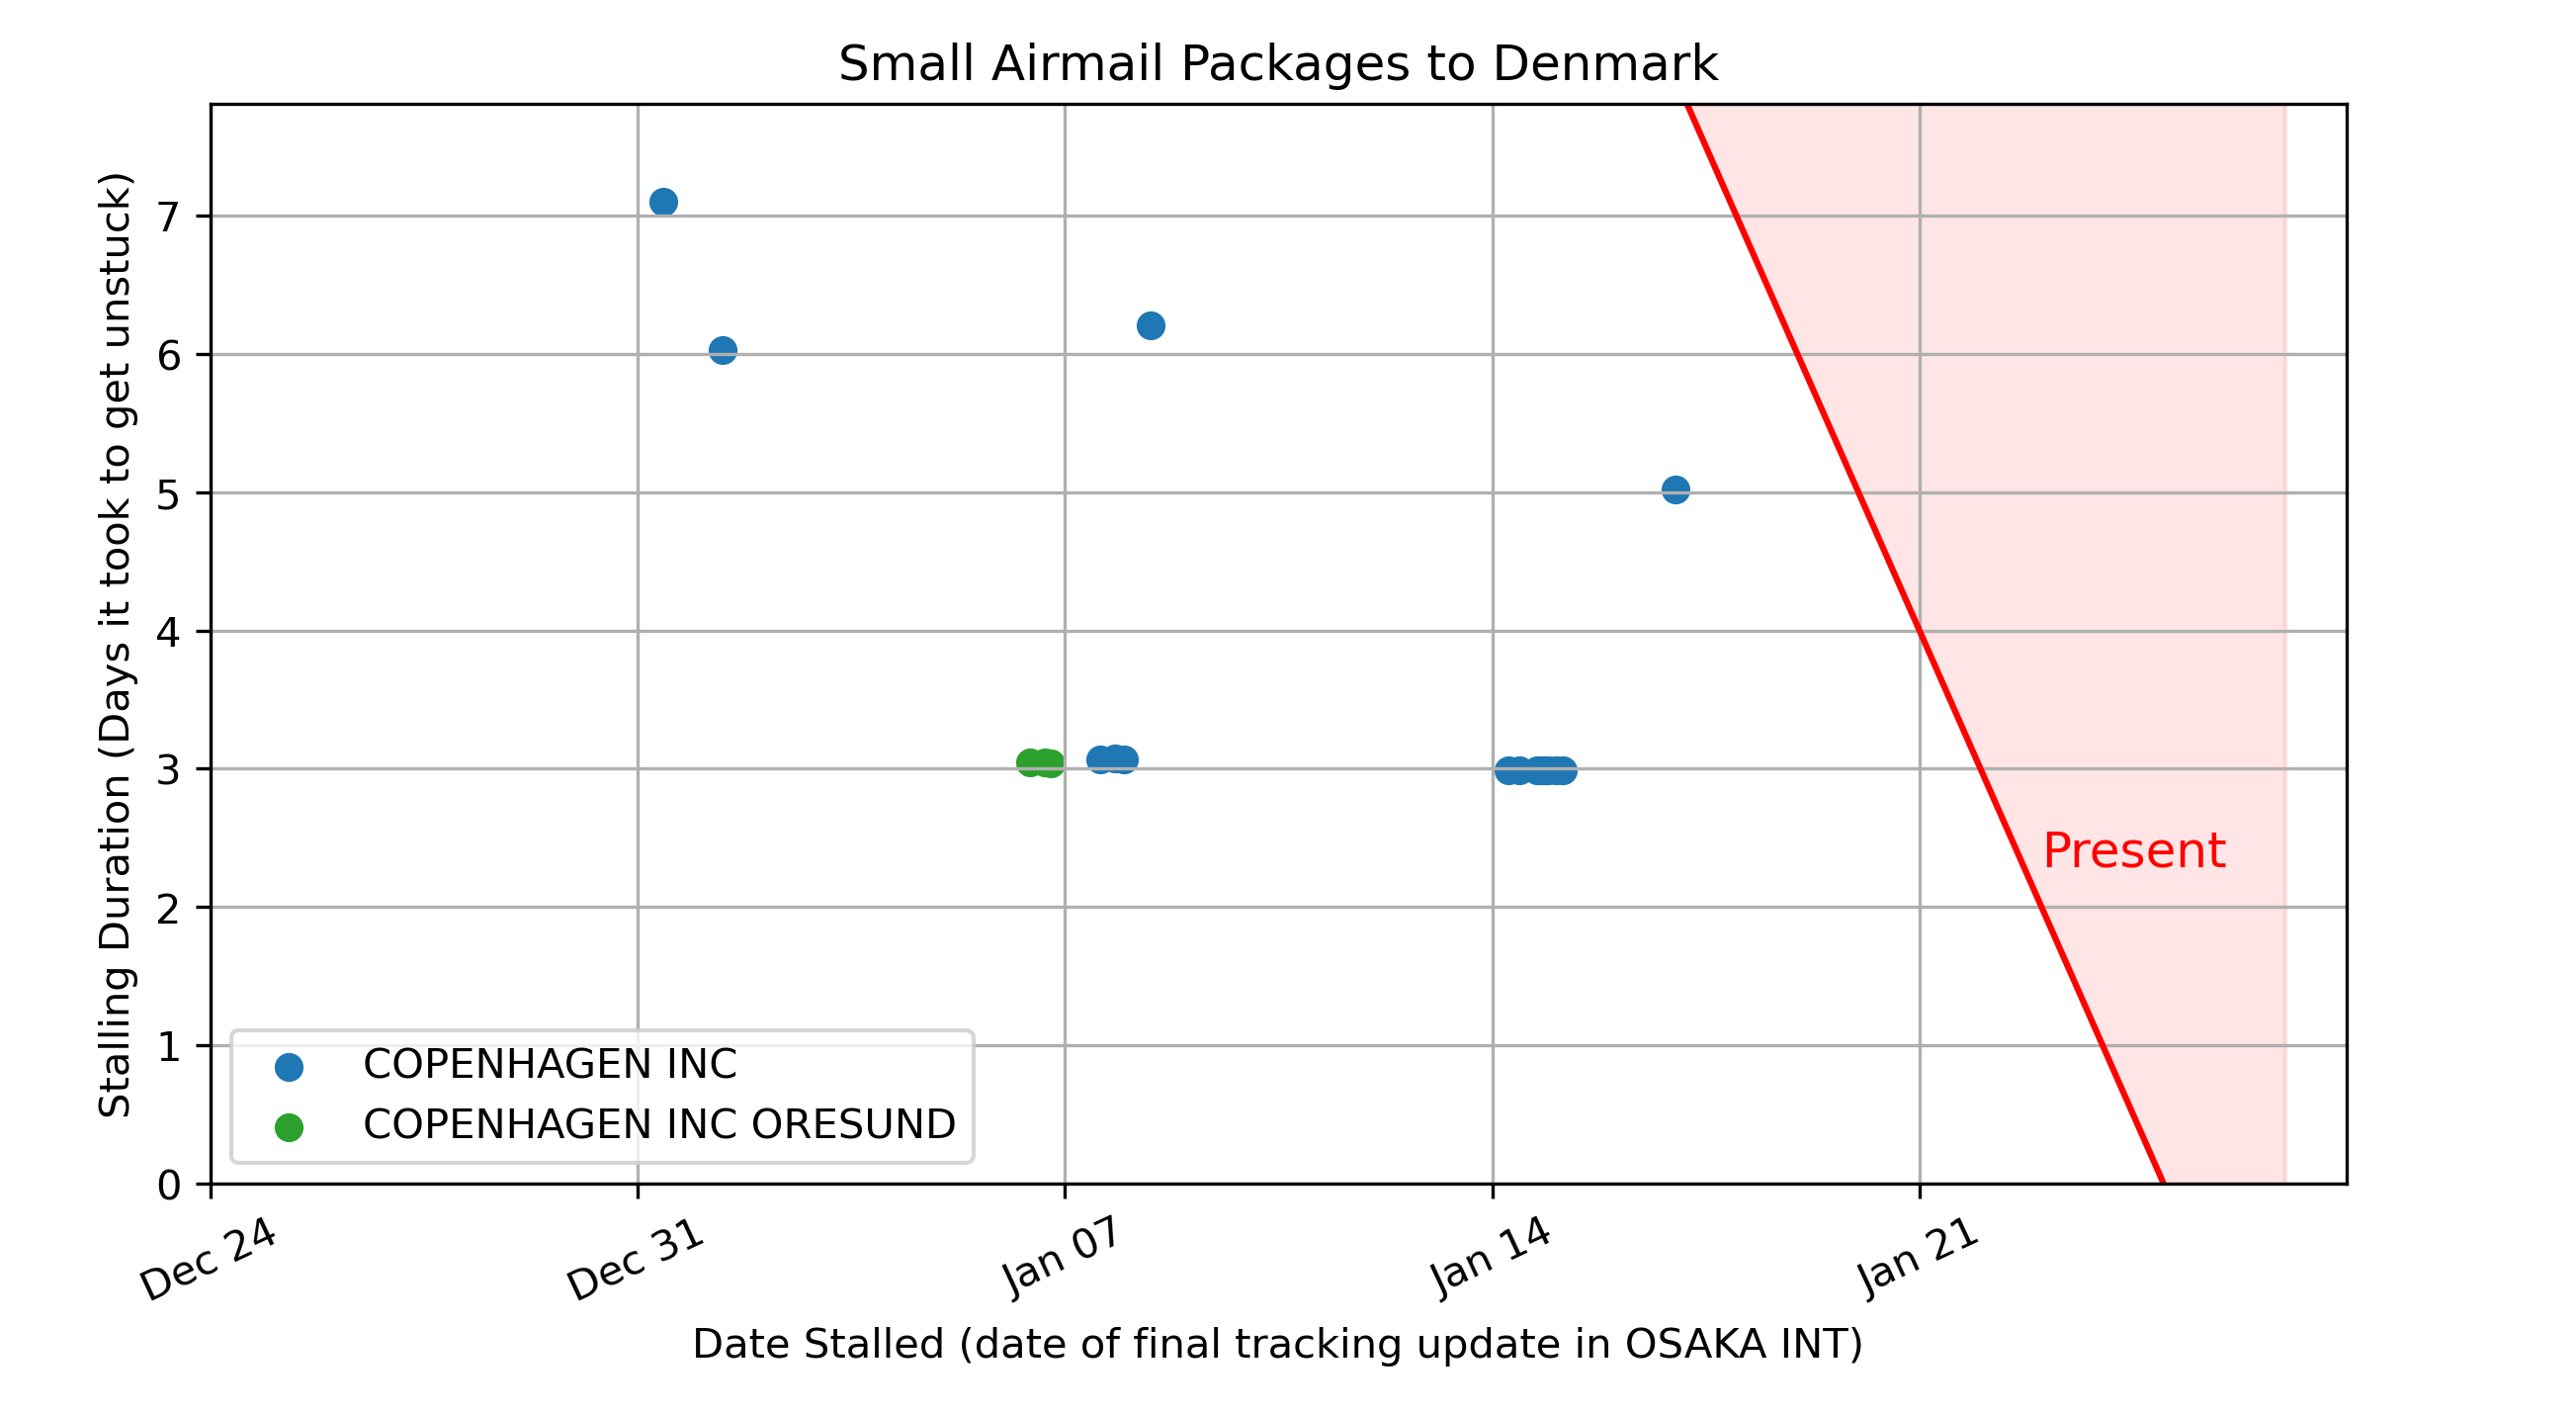 Small Airmail Packages to Denmark
Stalling Duration (Days it took to get unstuck)
7
6
5
4
3
2
1
0
Present
COPENHAGEN INC
COPENHAGEN INC ORESUND
Dec 24
Dec 31
Jan 07
Jan 14
Jan 21
Date Stalled (date of final tracking update in OSAKA INT)